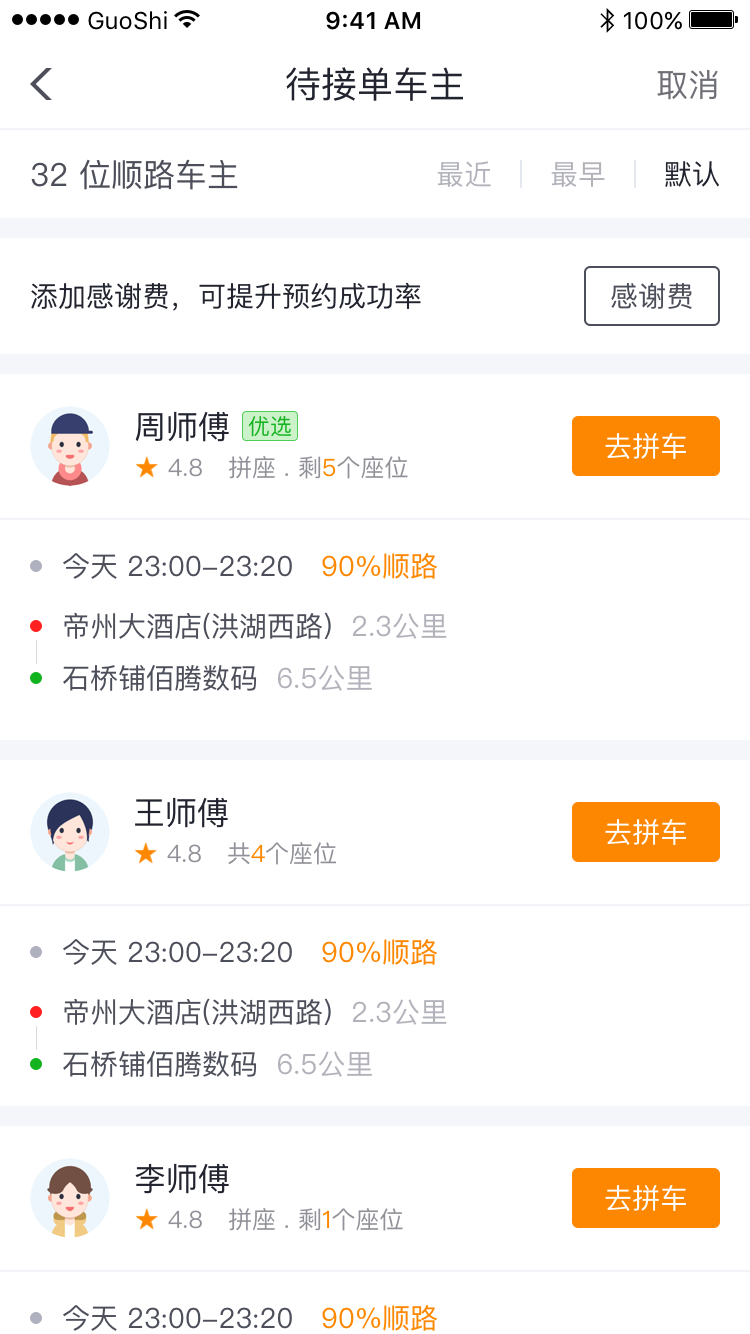 GuoShi 9:41 AM 100%
待接单车主 取消
32 位顺路车主 最近 最早 默认
添加感谢费，可提升预约成功率 感谢费
周师傅 优选
4.8 拼座 . 剩5个座位 去拼车
今天 23:00–23:20 90%顺路
帝州大酒店(洪湖西路) 2.3公里
石桥铺佰腾数码 6.5公里
王师傅
4.8 共4个座位 去拼车
今天 23:00–23:20 90%顺路
帝州大酒店(洪湖西路) 2.3公里
石桥铺佰腾数码 6.5公里
李师傅
4.8 拼座 . 剩1个座位 去拼车
今天 23:00–23:20 90%顺路